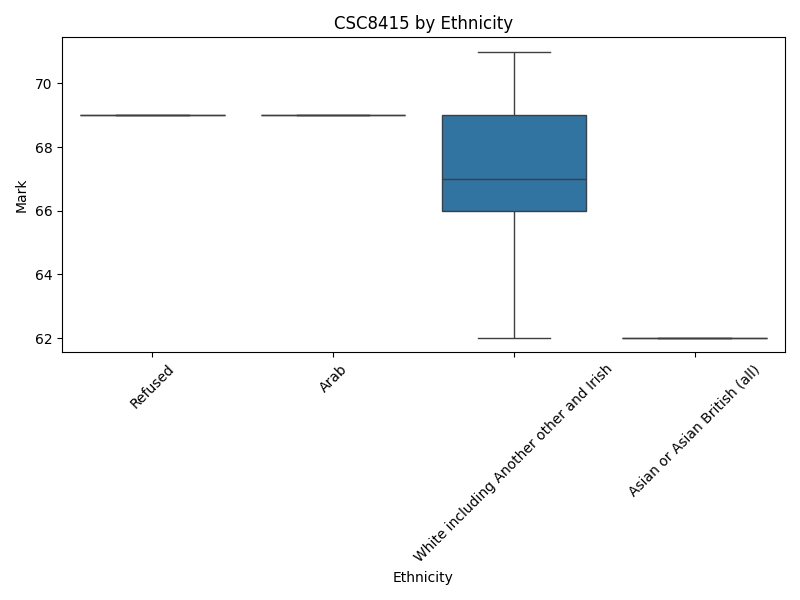 CSC8415 by Ethnicity
Mark
70
68
66
64
62
Refused
Arab
White including Another other and Irish
Asian or Asian British (all)
Ethnicity